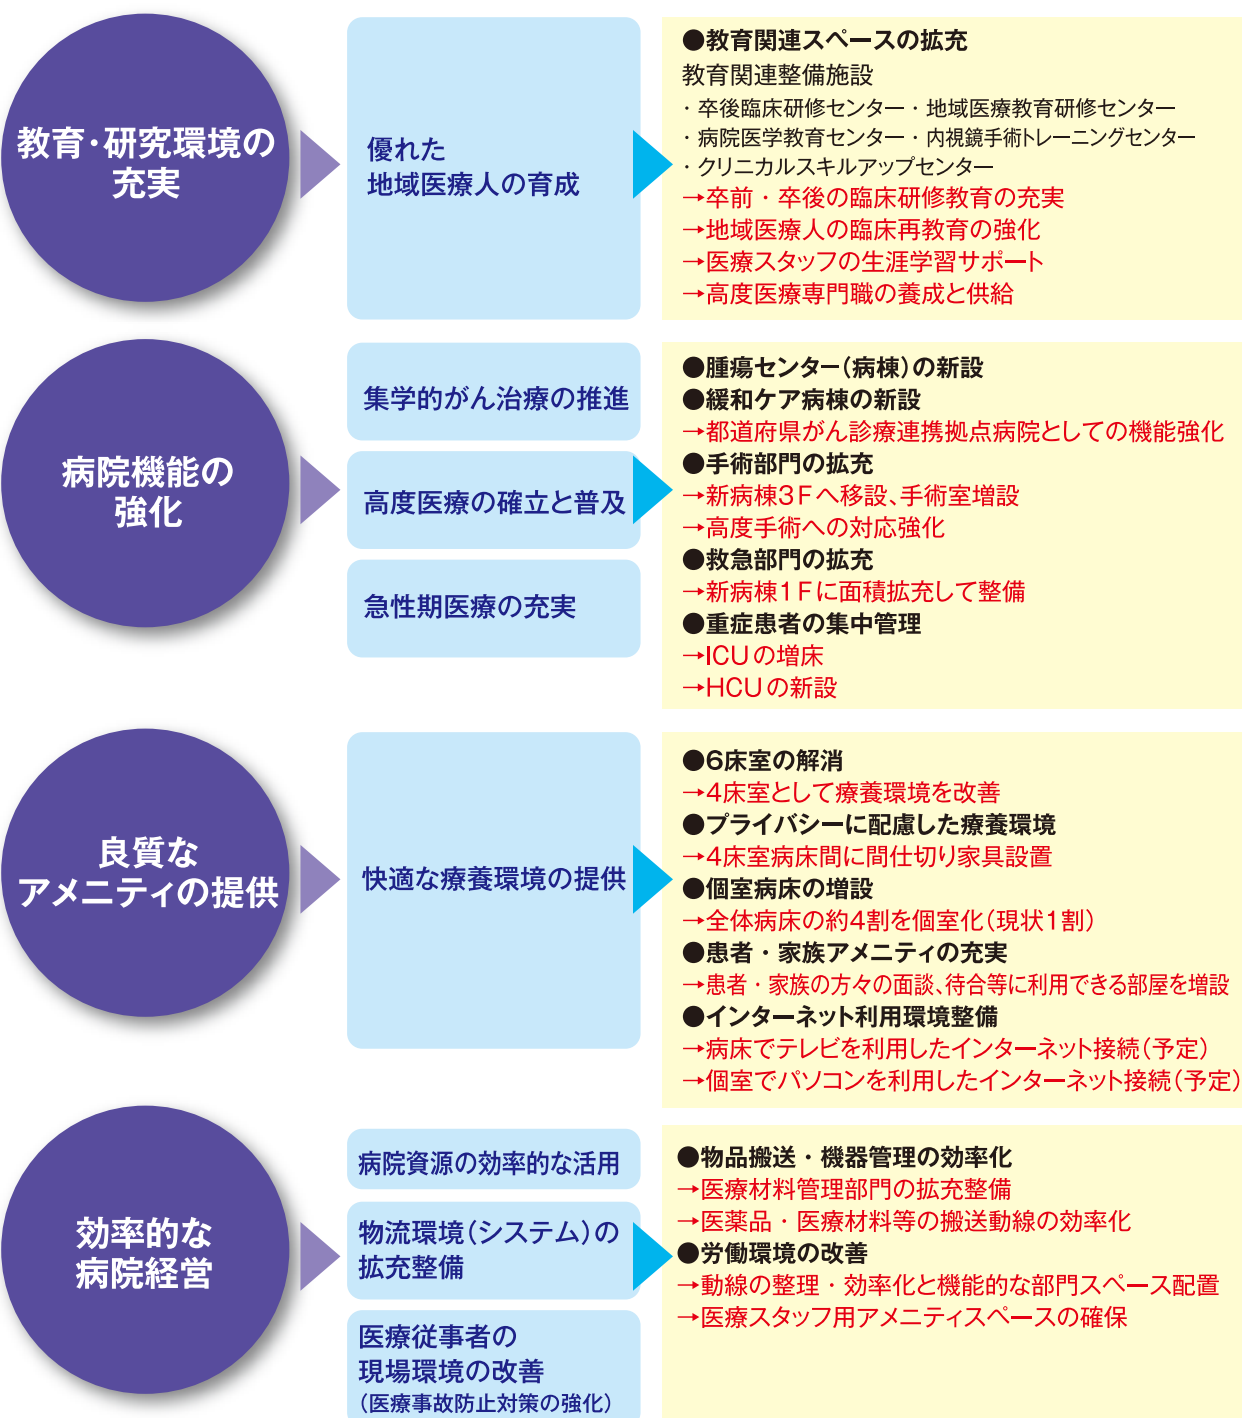 教育・研究環境の
充実
優れた
地域医療人の育成
●教育関連スペースの拡充
教育関連整備施設
・卒後臨床研修センター・地域医療教育研修センター
・病院医学教育センター・内視鏡手術トレーニングセンター
・クリニカルスキルアップセンター
→卒前・卒後の臨床研修教育の充実
→地域医療人の臨床再教育の強化
→医療スタッフの生涯学習サポート
→高度医療専門職の養成と供給
病院機能の
強化
集学的がん治療の推進
高度医療の確立と普及
急性期医療の充実
●腫瘍センター(病棟)の新設
●緩和ケア病棟の新設
→都道府県がん診療連携拠点病院としての機能強化
●手術部門の拡充
→新病棟3Fへ移設、手術室増設
→高度手術への対応強化
●救急部門の拡充
→新病棟1Fに面積拡充して整備
●重症患者の集中管理
→ICUの増床
→HCUの新設
良質な
アメニティの提供
快適な療養環境の提供
●6床室の解消
→4床室として療養環境を改善
●プライバシーに配慮した療養環境
→4床室病床間に間仕切り家具設置
●個室病床の増設
→全体病床の約4割を個室化(現状1割)
●患者・家族アメニティの充実
→患者・家族の方々の面談、待合等に利用できる部屋を増設
●インターネット利用環境整備
→病床でテレビを利用したインターネット接続(予定)
→個室でパソコンを利用したインターネット接続(予定)
効率的な
病院経営
病院資源の効率的な活用
物流環境(システム)の
拡充整備
医療従事者の
現場環境の改善
(医療事故防止対策の強化)
●物品搬送・機器管理の効率化
→医療材料管理部門の拡充整備
→医薬品・医療材料等の搬送動線の効率化
●労働環境の改善
→動線の整理・効率化と機能的な部門スペース配置
→医療スタッフ用アメニティスペースの確保